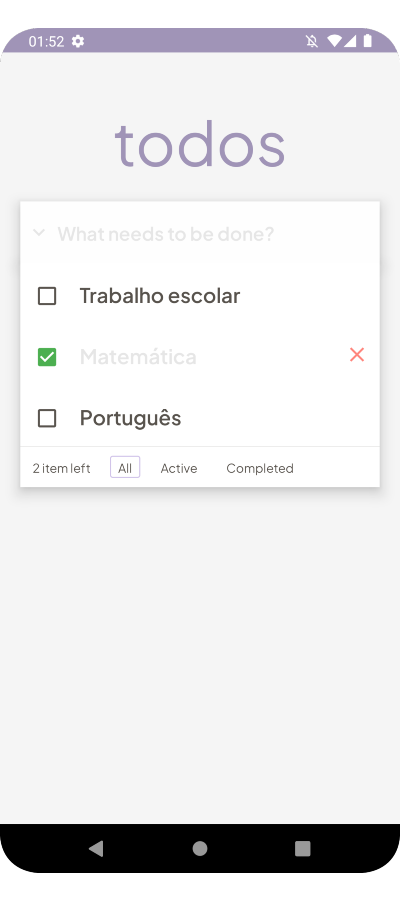 01:52
todos
What needs to be done?
Trabalho escolar
Matemática
Português
2 item left All Active Completed